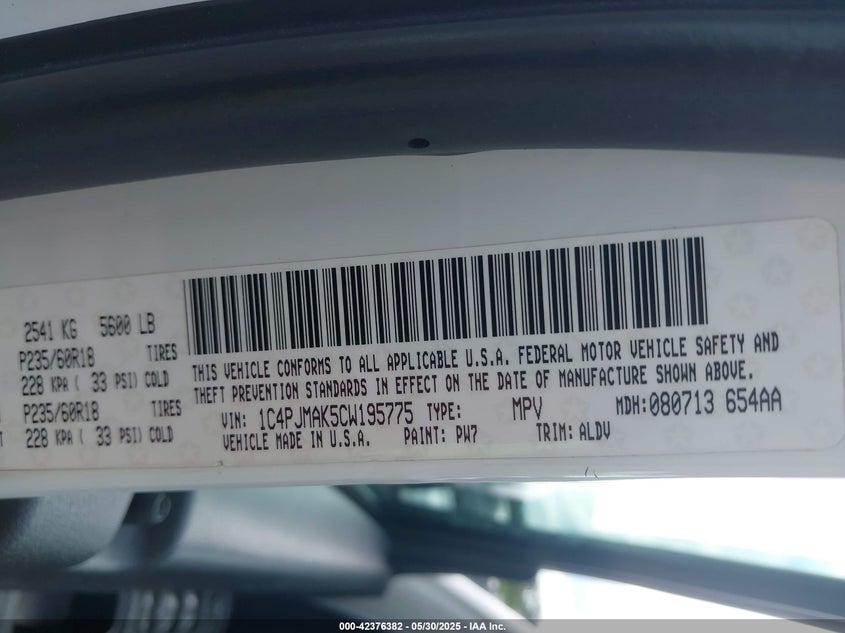 2541 KG 5600 LB
P235/60R18 TIRES
228 KPA ( 33 PSI) COLD
P235/60R18 TIRES
228 KPA ( 33 PSI) COLD
THIS VEHICLE CONFORMS TO ALL APPLICABLE U.S.A. FEDERAL MOTOR VEHICLE SAFETY AND
THEFT PREVENTION STANDARDS IN EFFECT ON THE DATE OF MANUFACTURE SHOWN ABOVE.
VIN: 1C4PJMAK5CW195775 TYPE: MPV MDH:080713 654AA
VEHICLE MADE IN U.S.A. PAINT: PW7 TRIM: ALDV
000-42376382 — 05/30/2025 — IAA Inc.